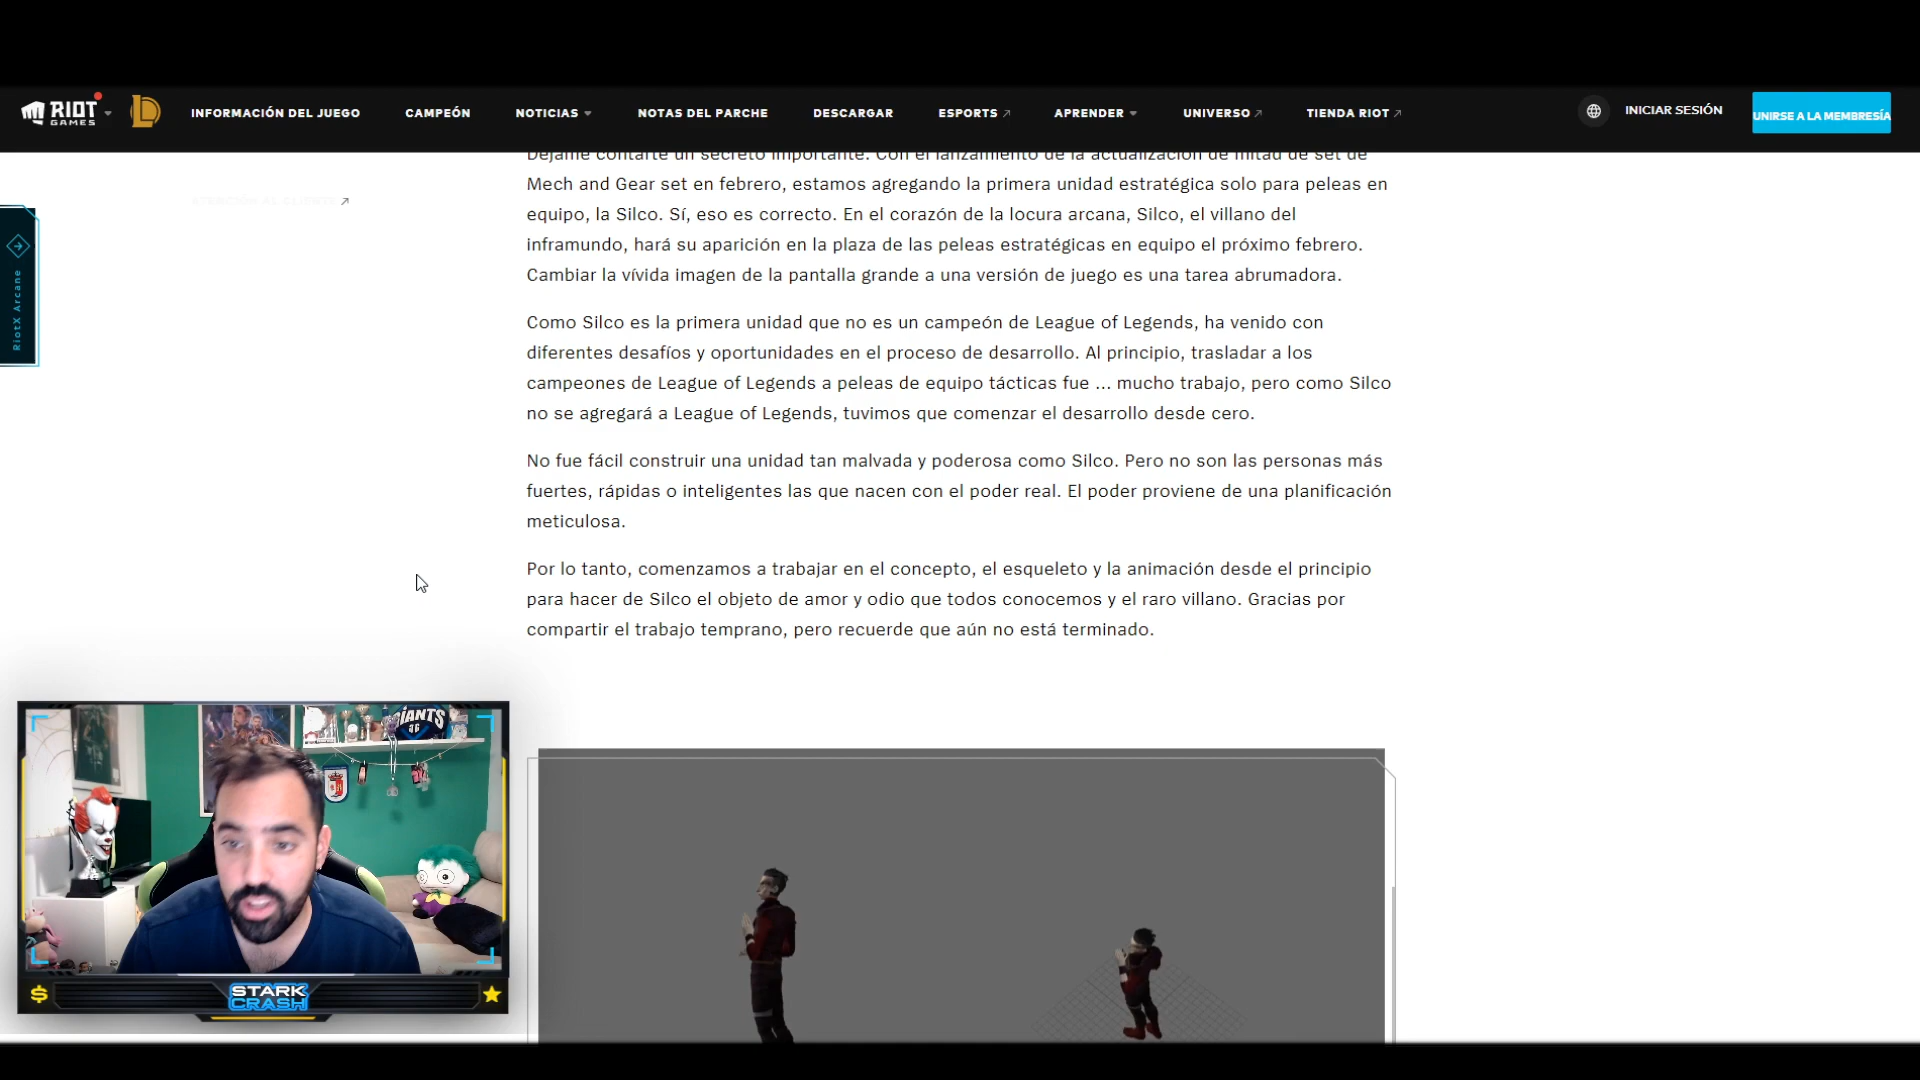 RIOT
GAMES
INFORMACIÓN DEL JUEGO
CAMPEÓN
NOTICIAS
NOTAS DEL PARCHE
DESCARGAR
ESPORTS
APRENDER
UNIVERSO
TIENDA RIOT
INICIAR SESIÓN
UNIRSE A LA MEMBRESÍA
ATENCIÓN AL CLIENTE
RiotX Arcane
Déjame contarte un secreto importante. Con el lanzamiento de la actualización de mitad de set de
Mech and Gear set en febrero, estamos agregando la primera unidad estratégica solo para peleas en
equipo, la Silco. Sí, eso es correcto. En el corazón de la locura arcana, Silco, el villano del
inframundo, hará su aparición en la plaza de las peleas estratégicas en equipo el próximo febrero.
Cambiar la vívida imagen de la pantalla grande a una versión de juego es una tarea abrumadora.
Como Silco es la primera unidad que no es un campeón de League of Legends, ha venido con
diferentes desafíos y oportunidades en el proceso de desarrollo. Al principio, trasladar a los
campeones de League of Legends a peleas de equipo tácticas fue ... mucho trabajo, pero como Silco
no se agregará a League of Legends, tuvimos que comenzar el desarrollo desde cero.
No fue fácil construir una unidad tan malvada y poderosa como Silco. Pero no son las personas más
fuertes, rápidas o inteligentes las que nacen con el poder real. El poder proviene de una planificación
meticulosa.
Por lo tanto, comenzamos a trabajar en el concepto, el esqueleto y la animación desde el principio
para hacer de Silco el objeto de amor y odio que todos conocemos y el raro villano. Gracias por
compartir el trabajo temprano, pero recuerde que aún no está terminado.
GIANTS
STARK
CRASH
$